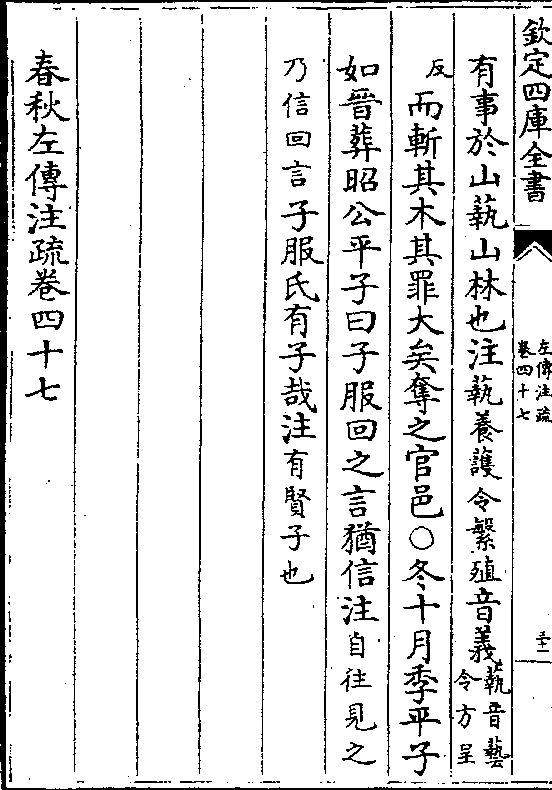 欽定四庫全書
左傳注疏
卷四十七
三十二
有事於山蓺山林也注蓺養護令繁殖音義蓺音藝
令方呈
反而斬其木其罪大矣奪之官邑○冬十月季平子
如晉葬昭公平子曰子服回之言猶信注自往見之
乃信回言子服氏有子哉注有賢子也
春秋左傳注疏卷四十七